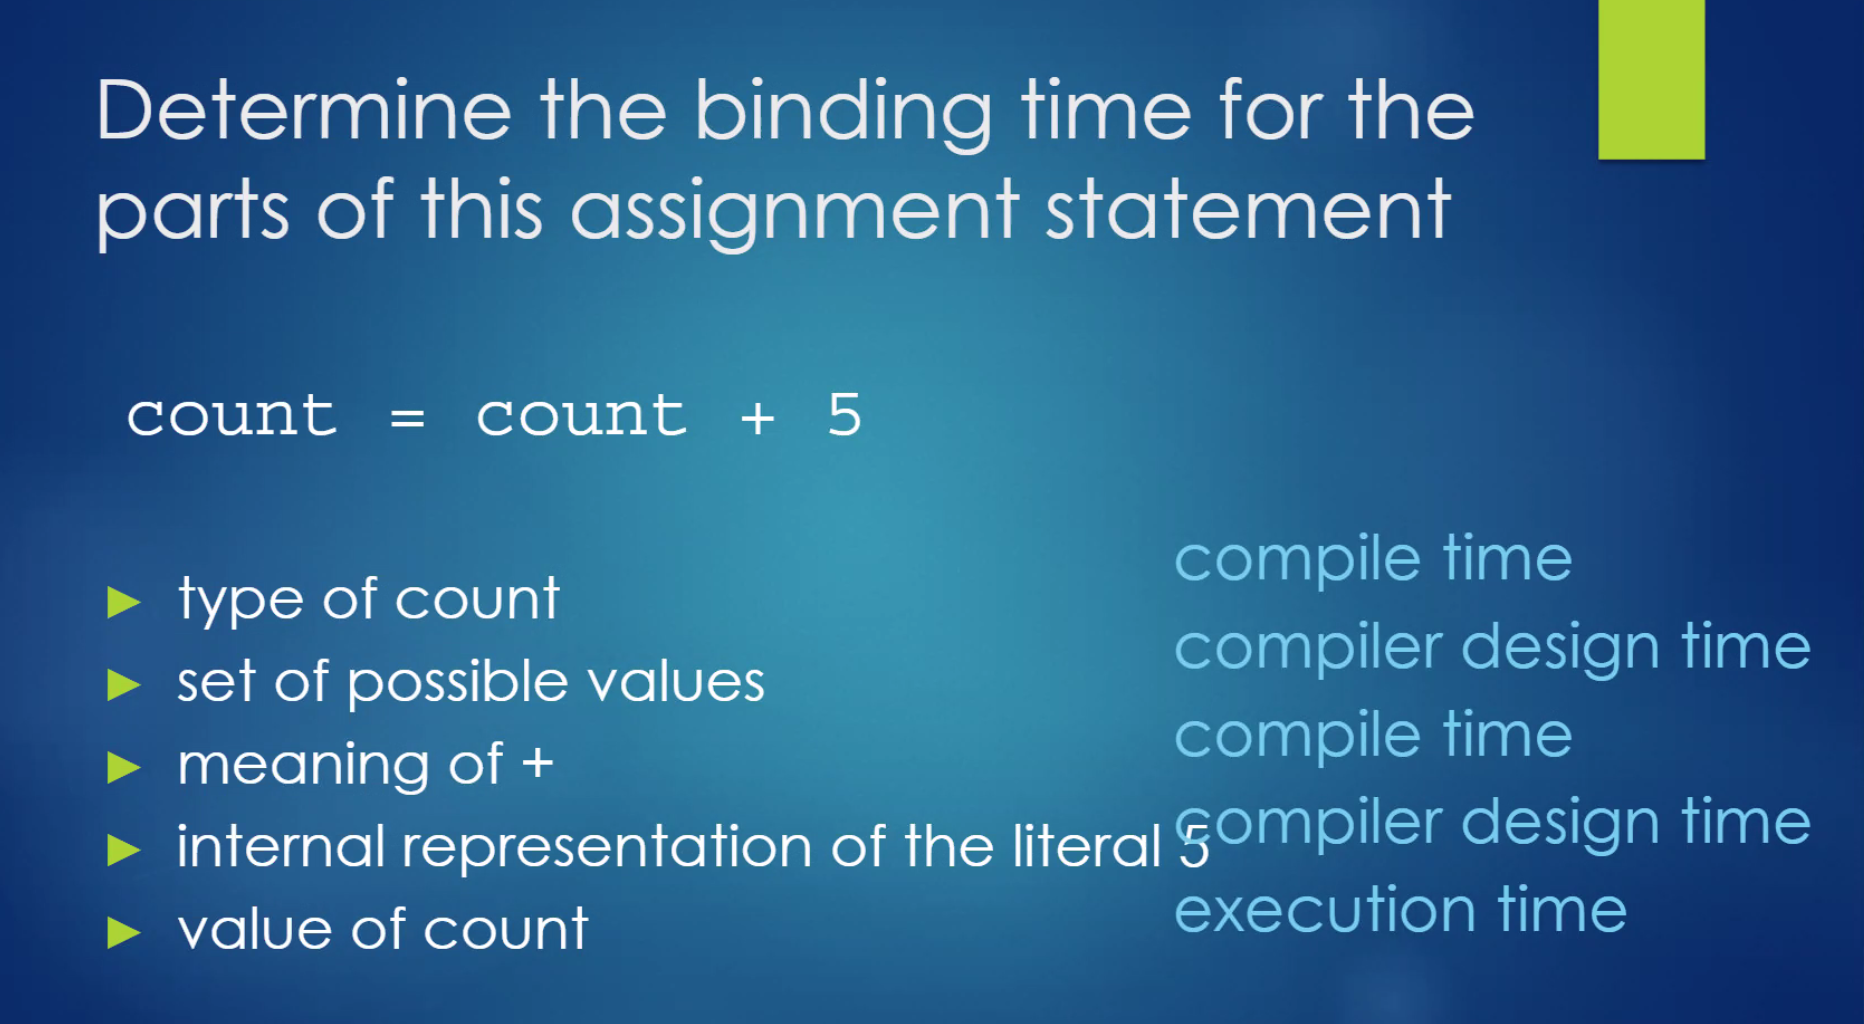 Determine the binding time for the
parts of this assignment statement
count = count + 5
type of count
compile time
set of possible values
compiler design time
meaning of +
compile time
internal representation of the literal 5
compiler design time
value of count
execution time